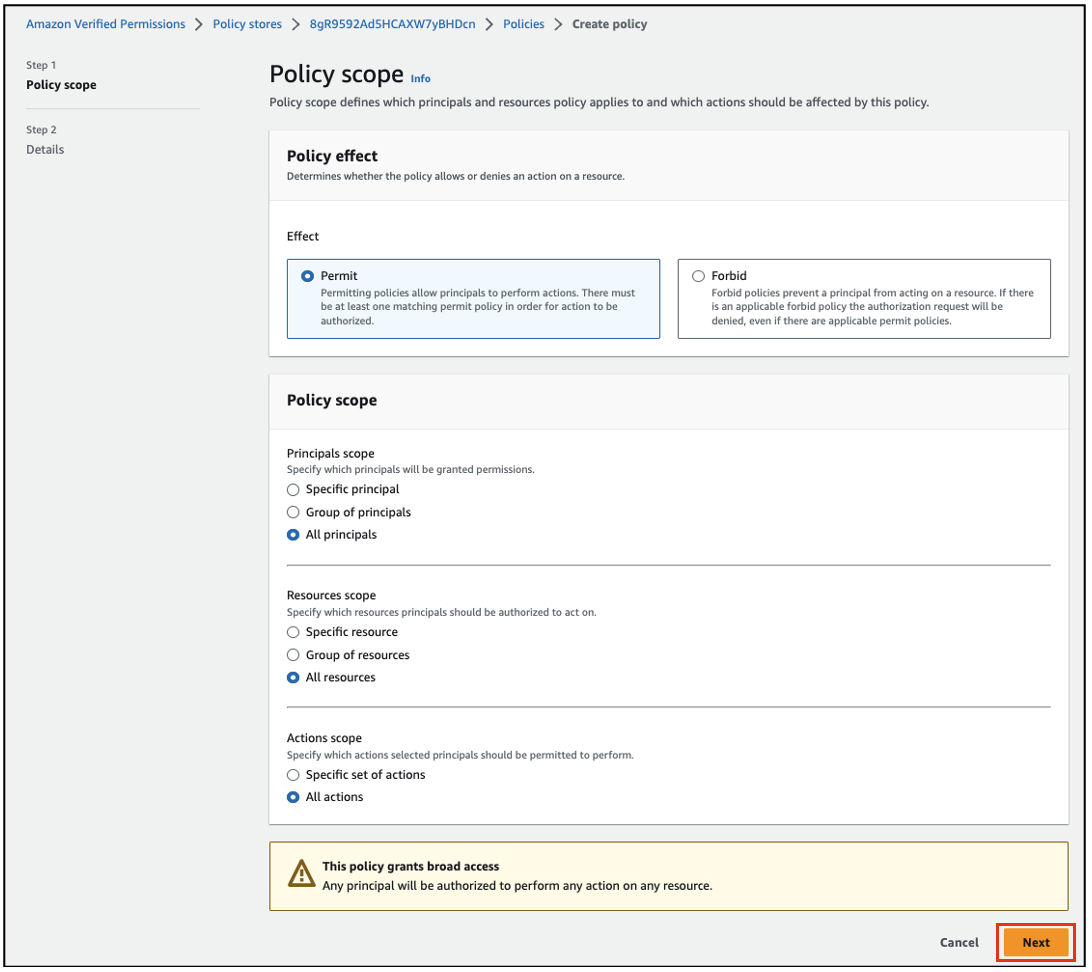 Amazon Verified Permissions > Policy stores > 8gR9592Ad5HCAXW7yBHDcn > Policies > Create policy
Step 1
Policy scope
Step 2
Details
Policy scope Info
Policy scope defines which principals and resources policy applies to and which actions should be affected by this policy.
Policy effect
Determines whether the policy allows or denies an action on a resource.
Effect
Permit
Permitting policies allow principals to perform actions. There must
be at least one matching permit policy in order for action to be
authorized.
Forbid
Forbid policies prevent a principal from acting on a resource. If there
is an applicable forbid policy the authorization request will be
denied, even if there are applicable permit policies.
Policy scope
Principals scope
Specify which principals will be granted permissions.
Specific principal
Group of principals
All principals
Resources scope
Specify which resources principals should be authorized to act on.
Specific resource
Group of resources
All resources
Actions scope
Specify which actions selected principals should be permitted to perform.
Specific set of actions
All actions
This policy grants broad access
Any principal will be authorized to perform any action on any resource.
Cancel Next